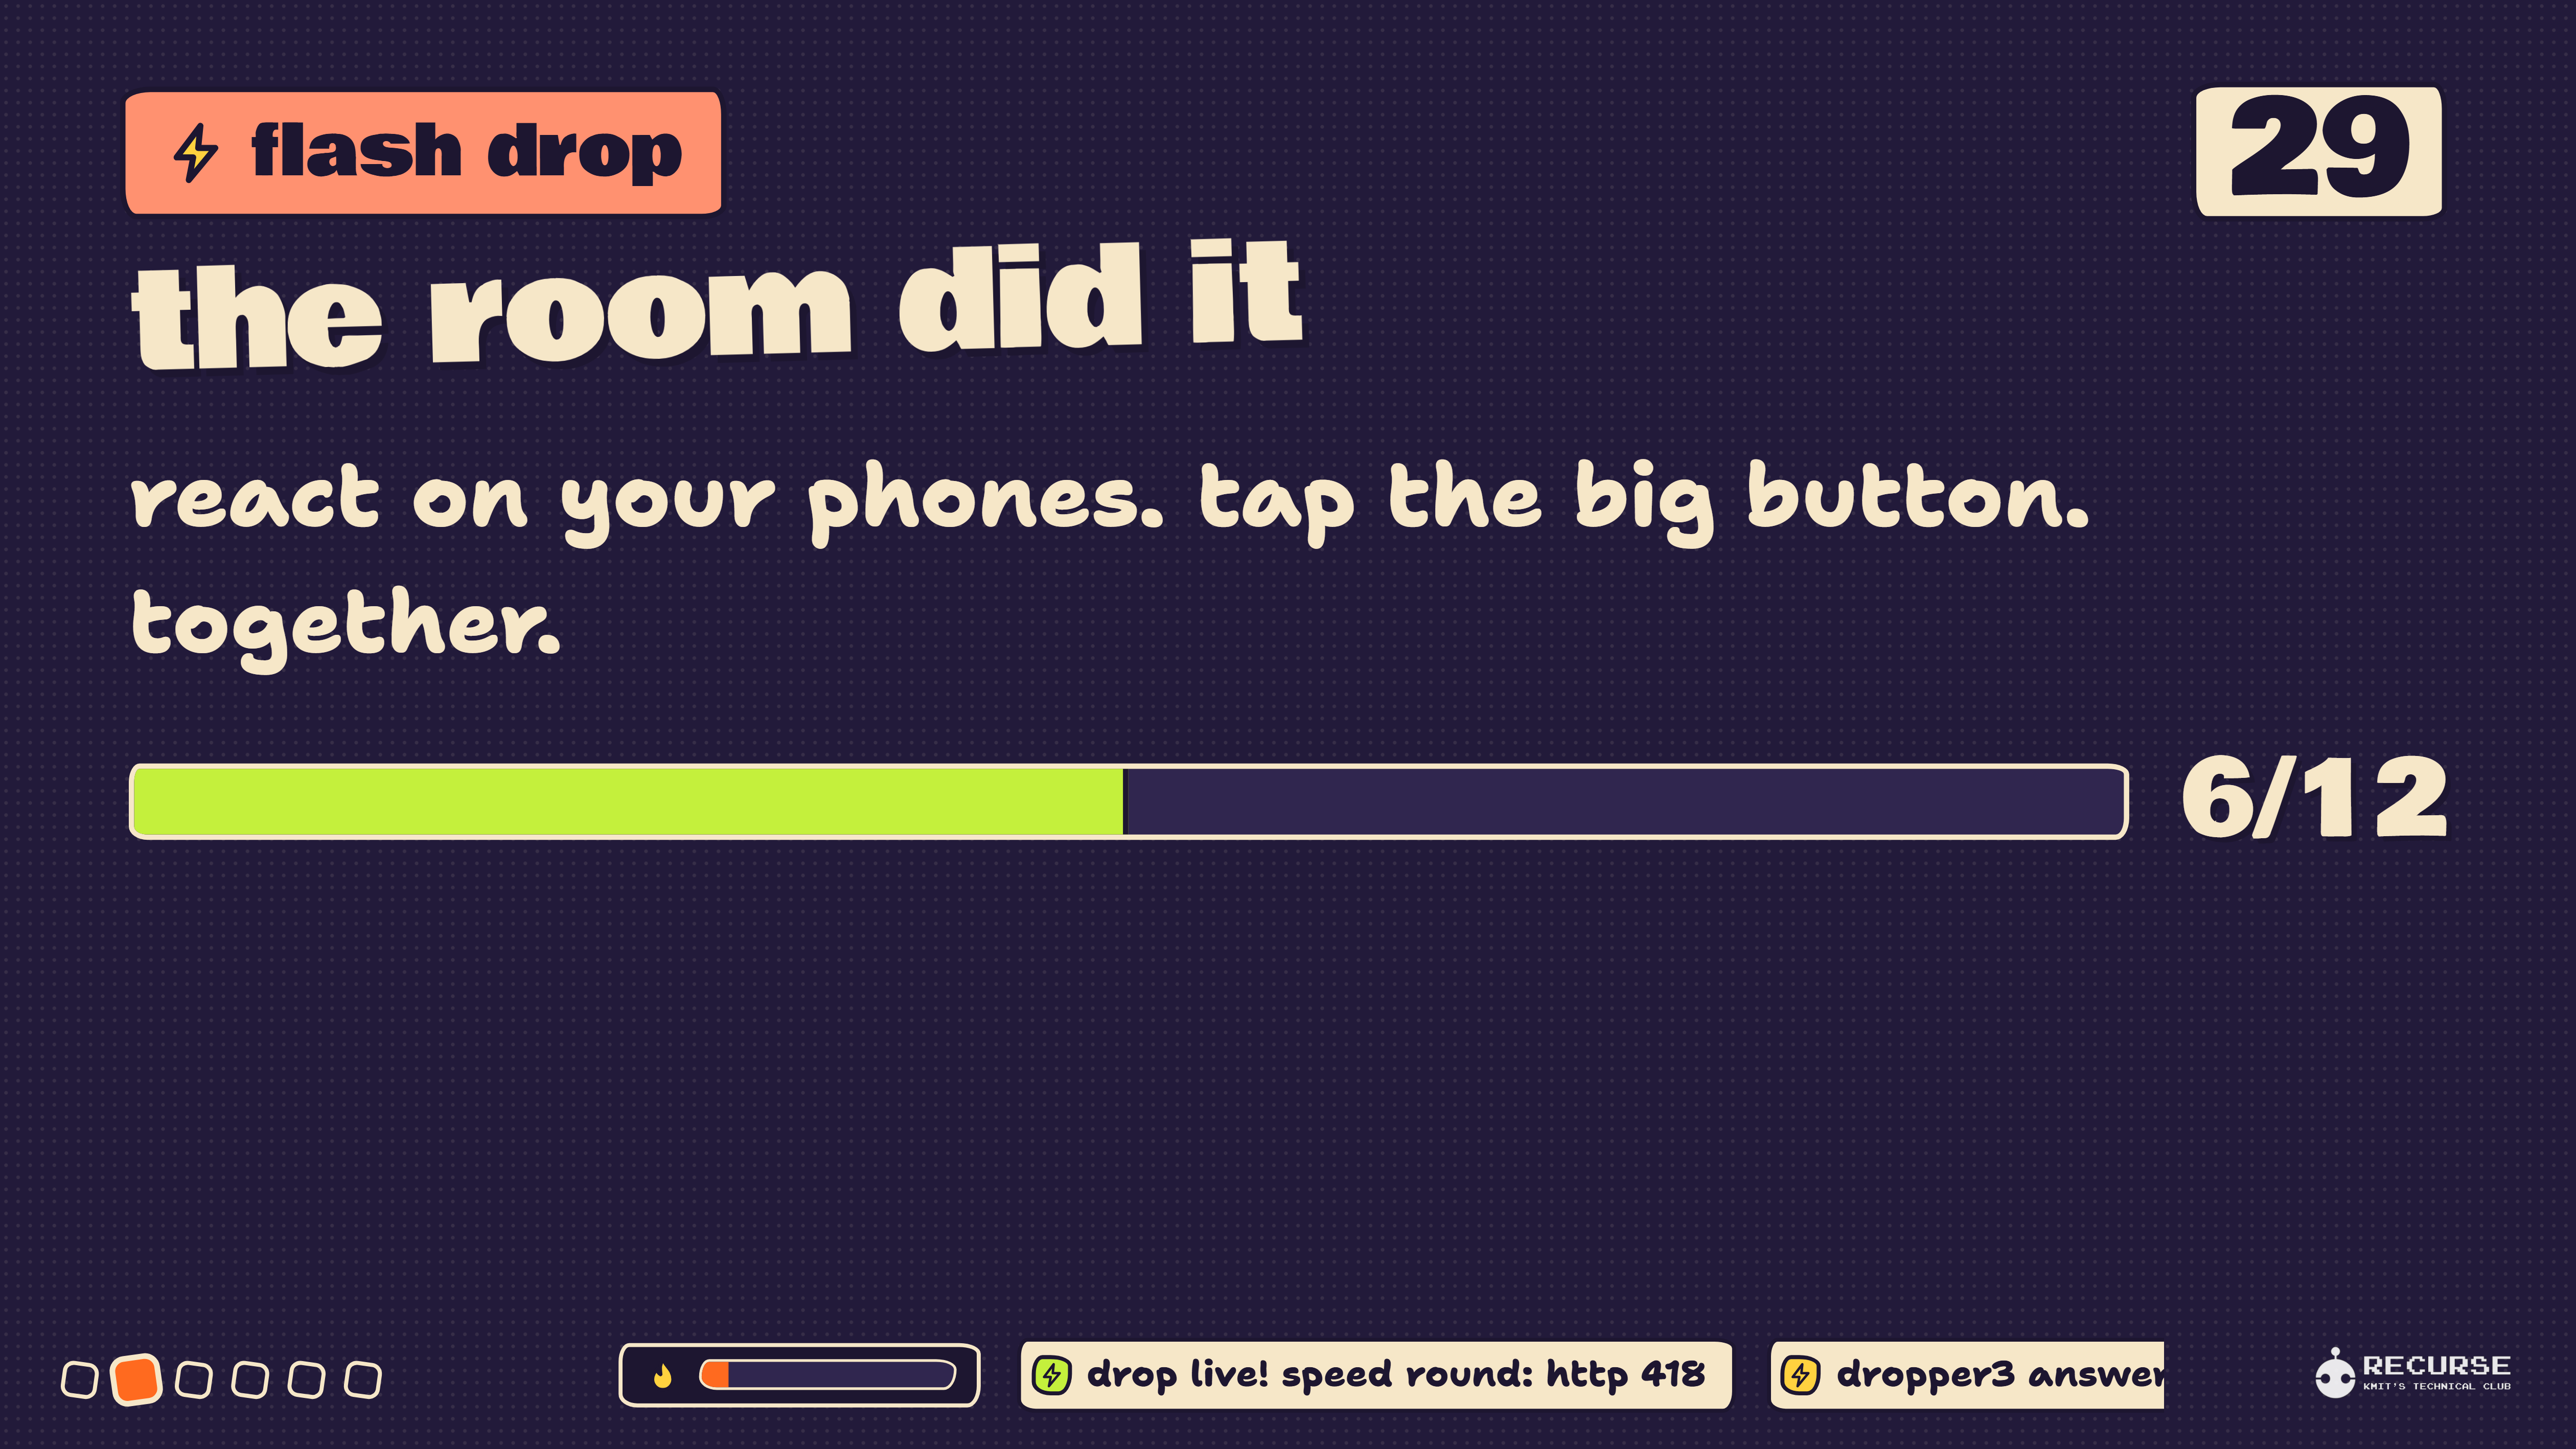 flash drop
29
the room did it
react on your phones. tap the big button.
together.
6/12
drop live! speed round: http 418
dropper3 answer
RECURSE
KMIT'S TECHNICAL CLUB